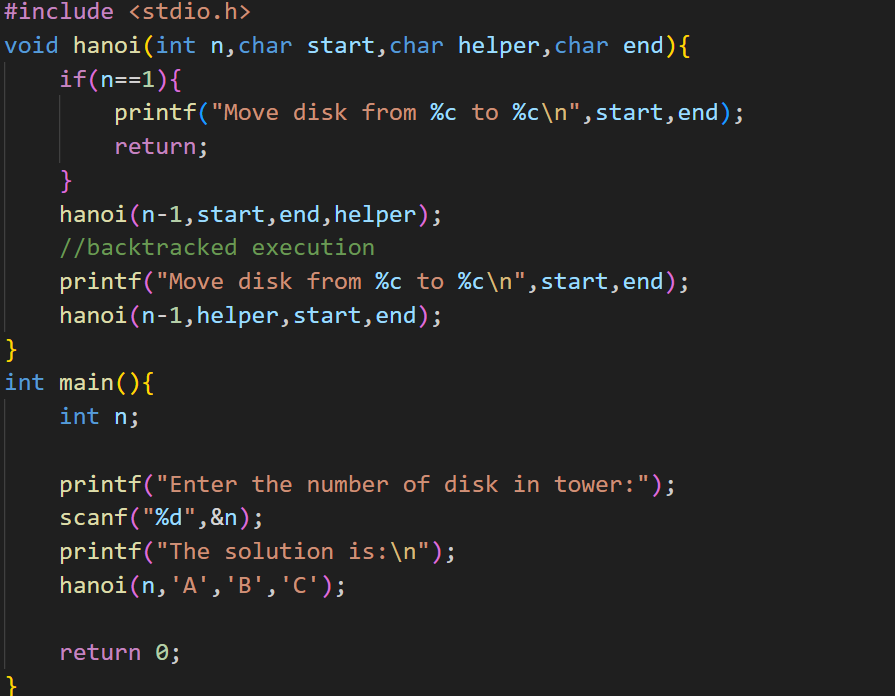 #include <stdio.h>
void hanoi(int n,char start,char helper,char end){
    if(n==1){
        printf("Move disk from %c to %c\n",start,end);
        return;
    }
    hanoi(n-1,start,end,helper);
    //backtracked execution
    printf("Move disk from %c to %c\n",start,end);
    hanoi(n-1,helper,start,end);
}
int main(){
    int n;

    printf("Enter the number of disk in tower:");
    scanf("%d",&n);
    printf("The solution is:\n");
    hanoi(n,'A','B','C');

    return 0;
}